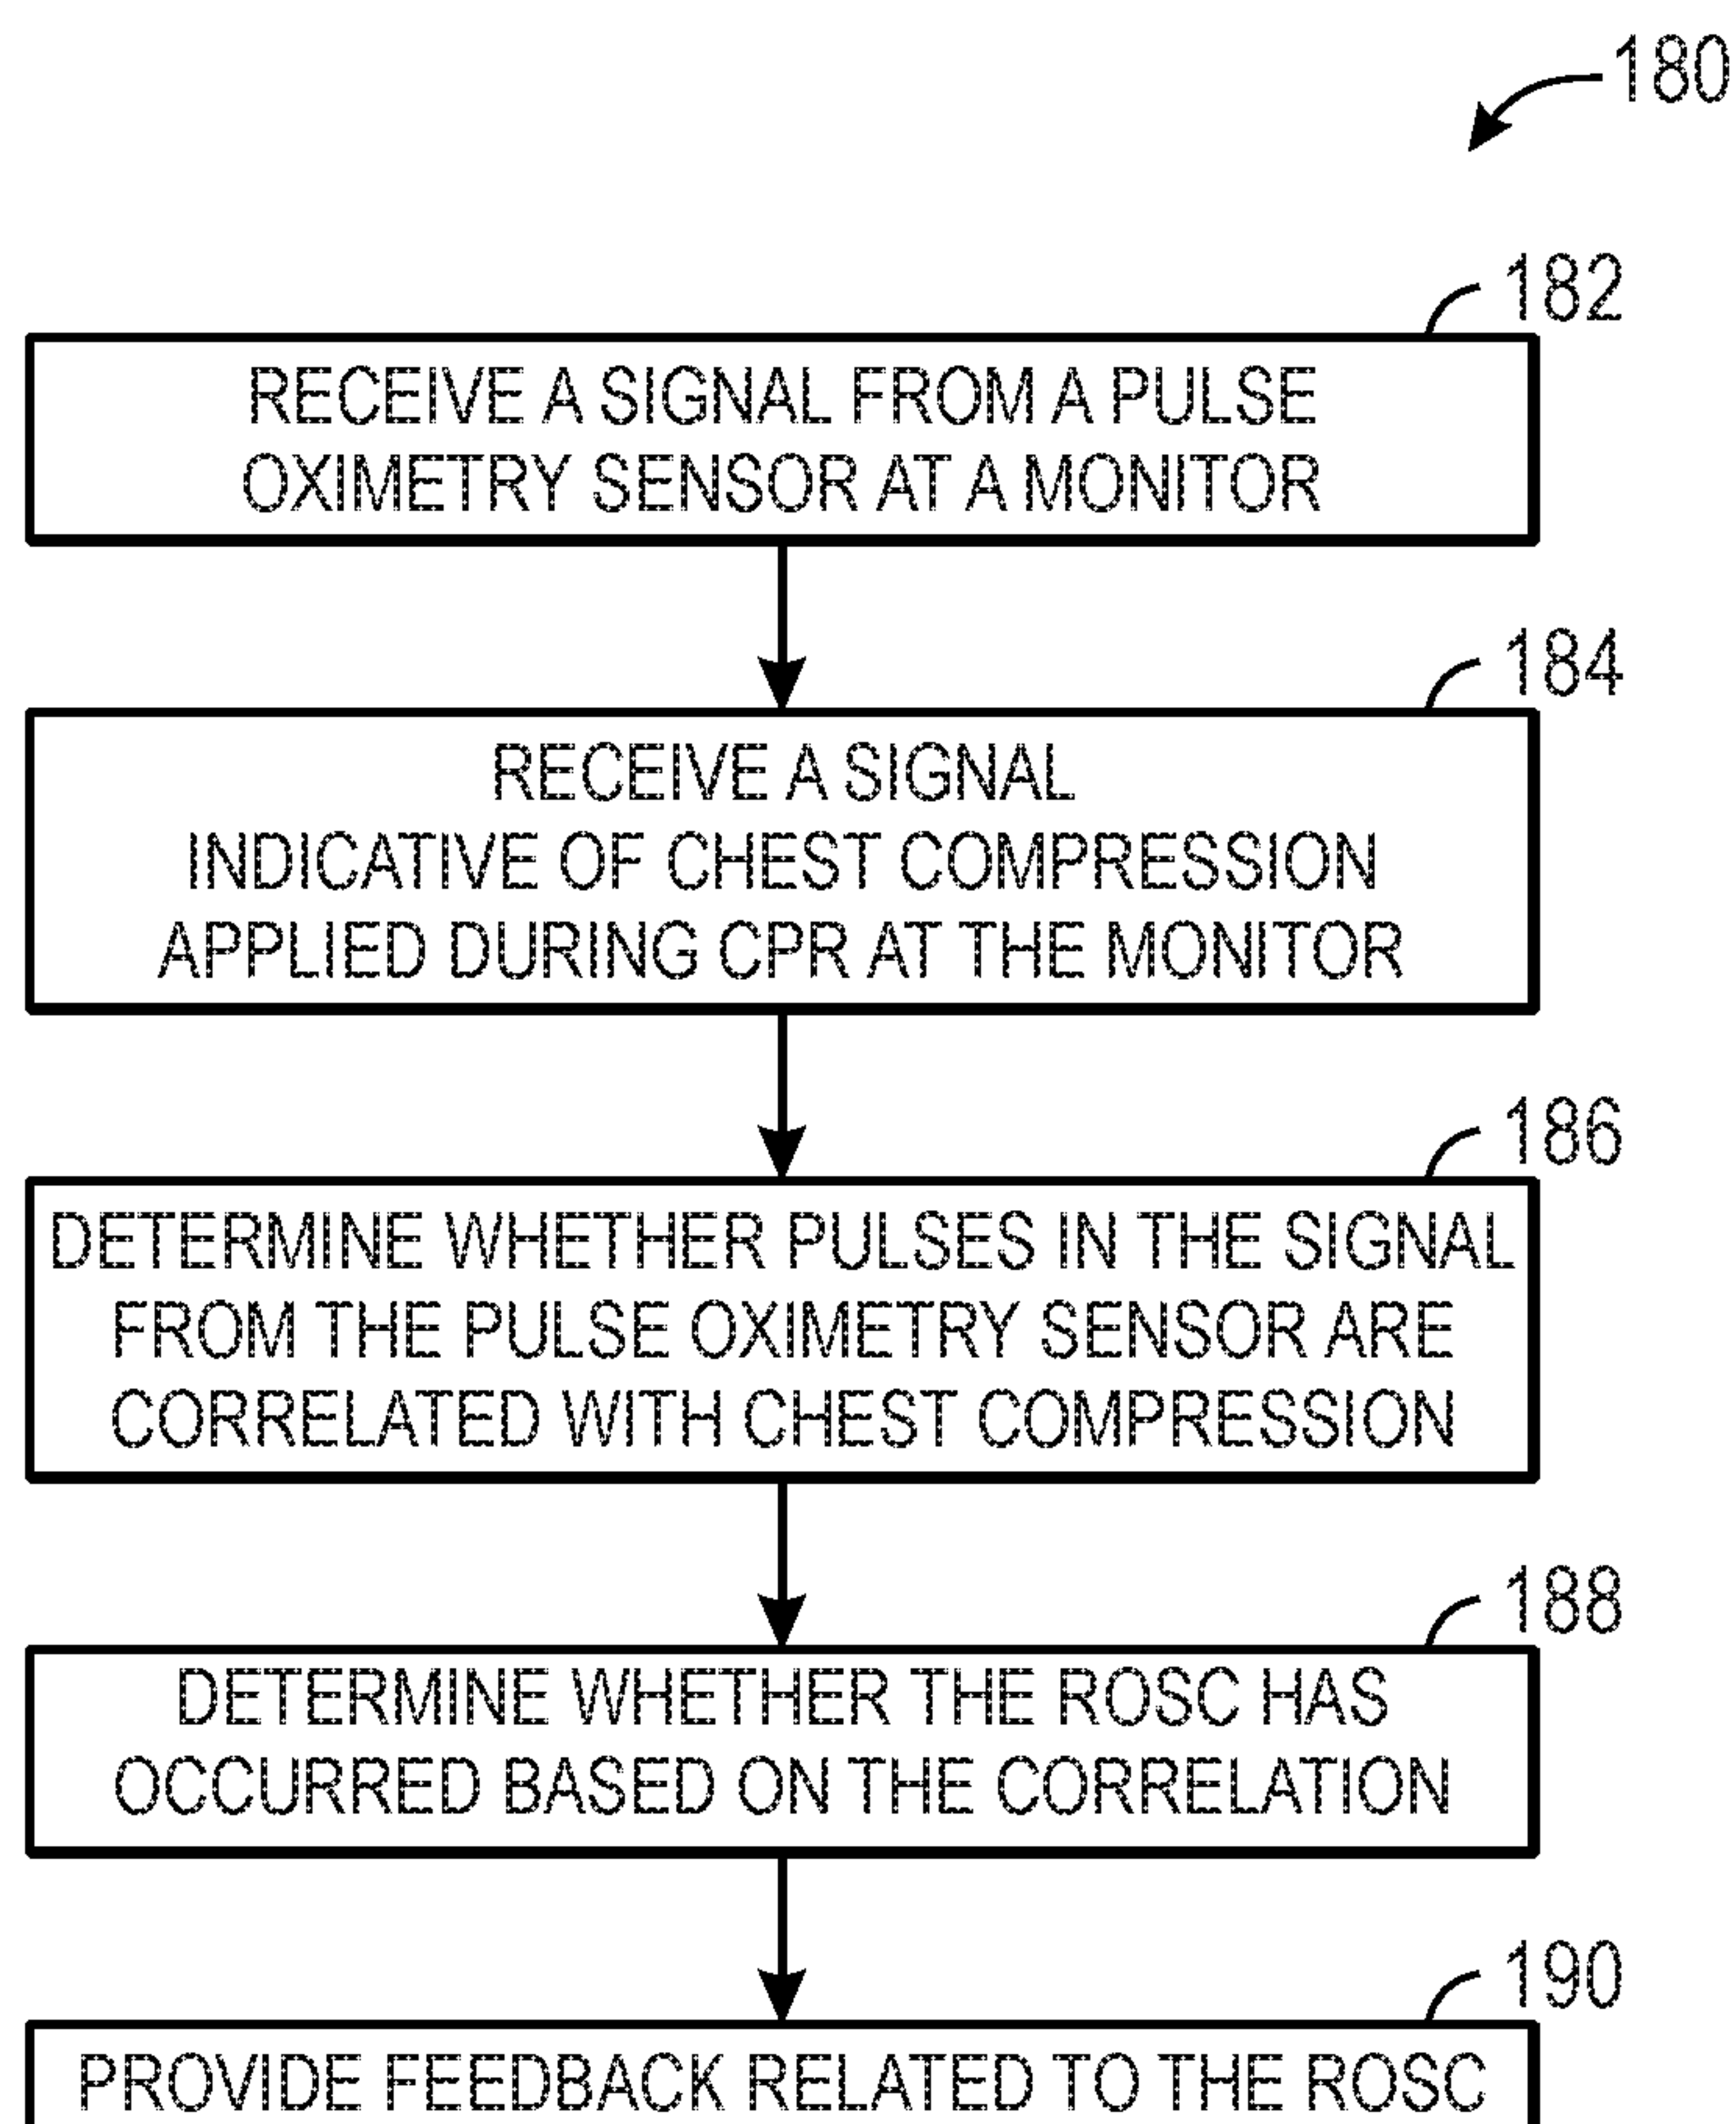 180
182
RECEIVE A SIGNAL FROM A PULSE
OXIMETRY SENSOR AT A MONITOR
184
RECEIVE A SIGNAL
INDICATIVE OF CHEST COMPRESSION
APPLIED DURING CPR AT THE MONITOR
186
DETERMINE WHETHER PULSES IN THE SIGNAL
FROM THE PULSE OXIMETRY SENSOR ARE
CORRELATED WITH CHEST COMPRESSION
188
DETERMINE WHETHER THE ROSC HAS
OCCURRED BASED ON THE CORRELATION
190
PROVIDE FEEDBACK RELATED TO THE ROSC